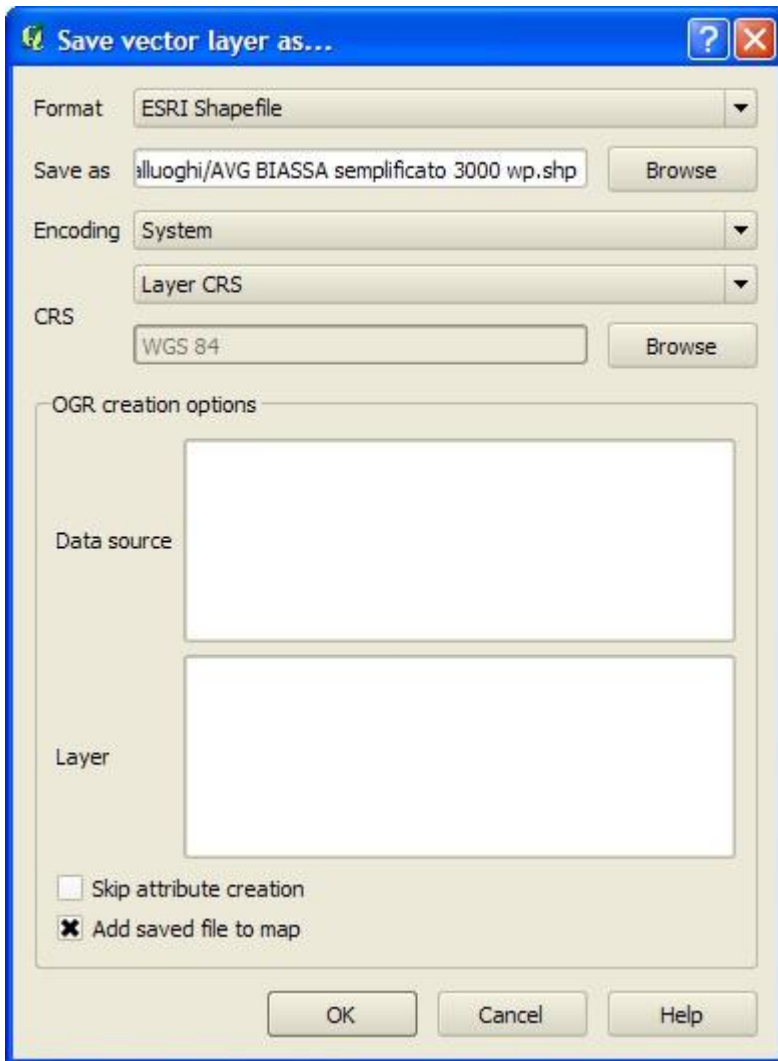 Save vector layer as...
Format ESRI Shapefile
Save as alluoghi/AVG BIASSA semplificato 3000 wp.shp Browse
Encoding System
Layer CRS
CRS
WGS 84 Browse
OGR creation options
Data source
Layer
Skip attribute creation
Add saved file to map
OK Cancel Help